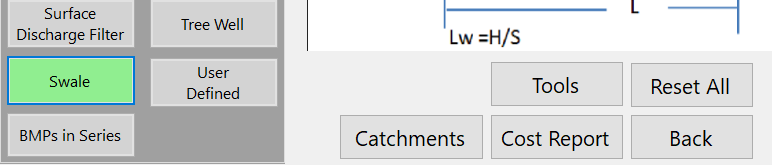 Surface
Discharge Filter
Tree Well
Swale
User
Defined
BMPs in Series
L
Lw =H/S
Tools
Reset All
Catchments
Cost Report
Back